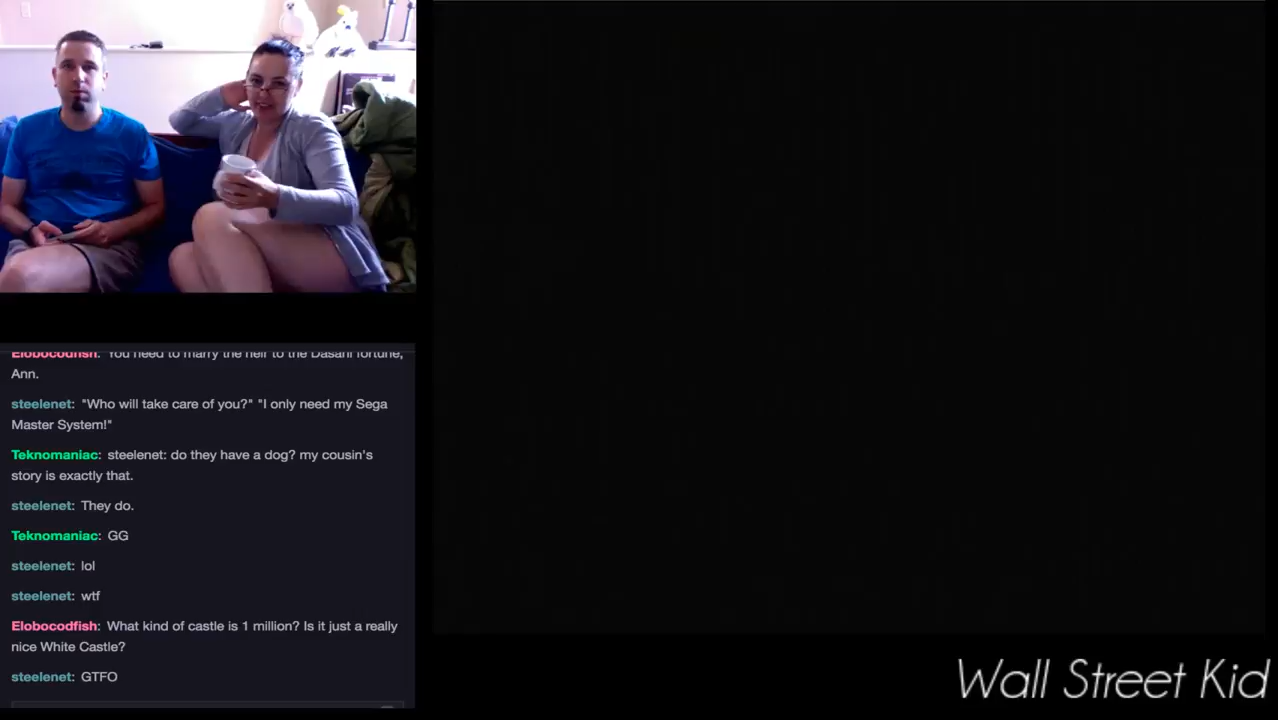 Elobocodfish: You need to marry the heir to the Dasani fortune,
Ann.
steelenet: "Who will take care of you?" "I only need my Sega
Master System!"
Teknomaniac: steelenet: do they have a dog? my cousin's
story is exactly that.
steelenet: They do.
Teknomaniac: GG
steelenet: lol
steelenet: wtf
Elobocodfish: What kind of castle is 1 million? Is it just a really
nice White Castle?
steelenet: GTFO
Wall Street Kid